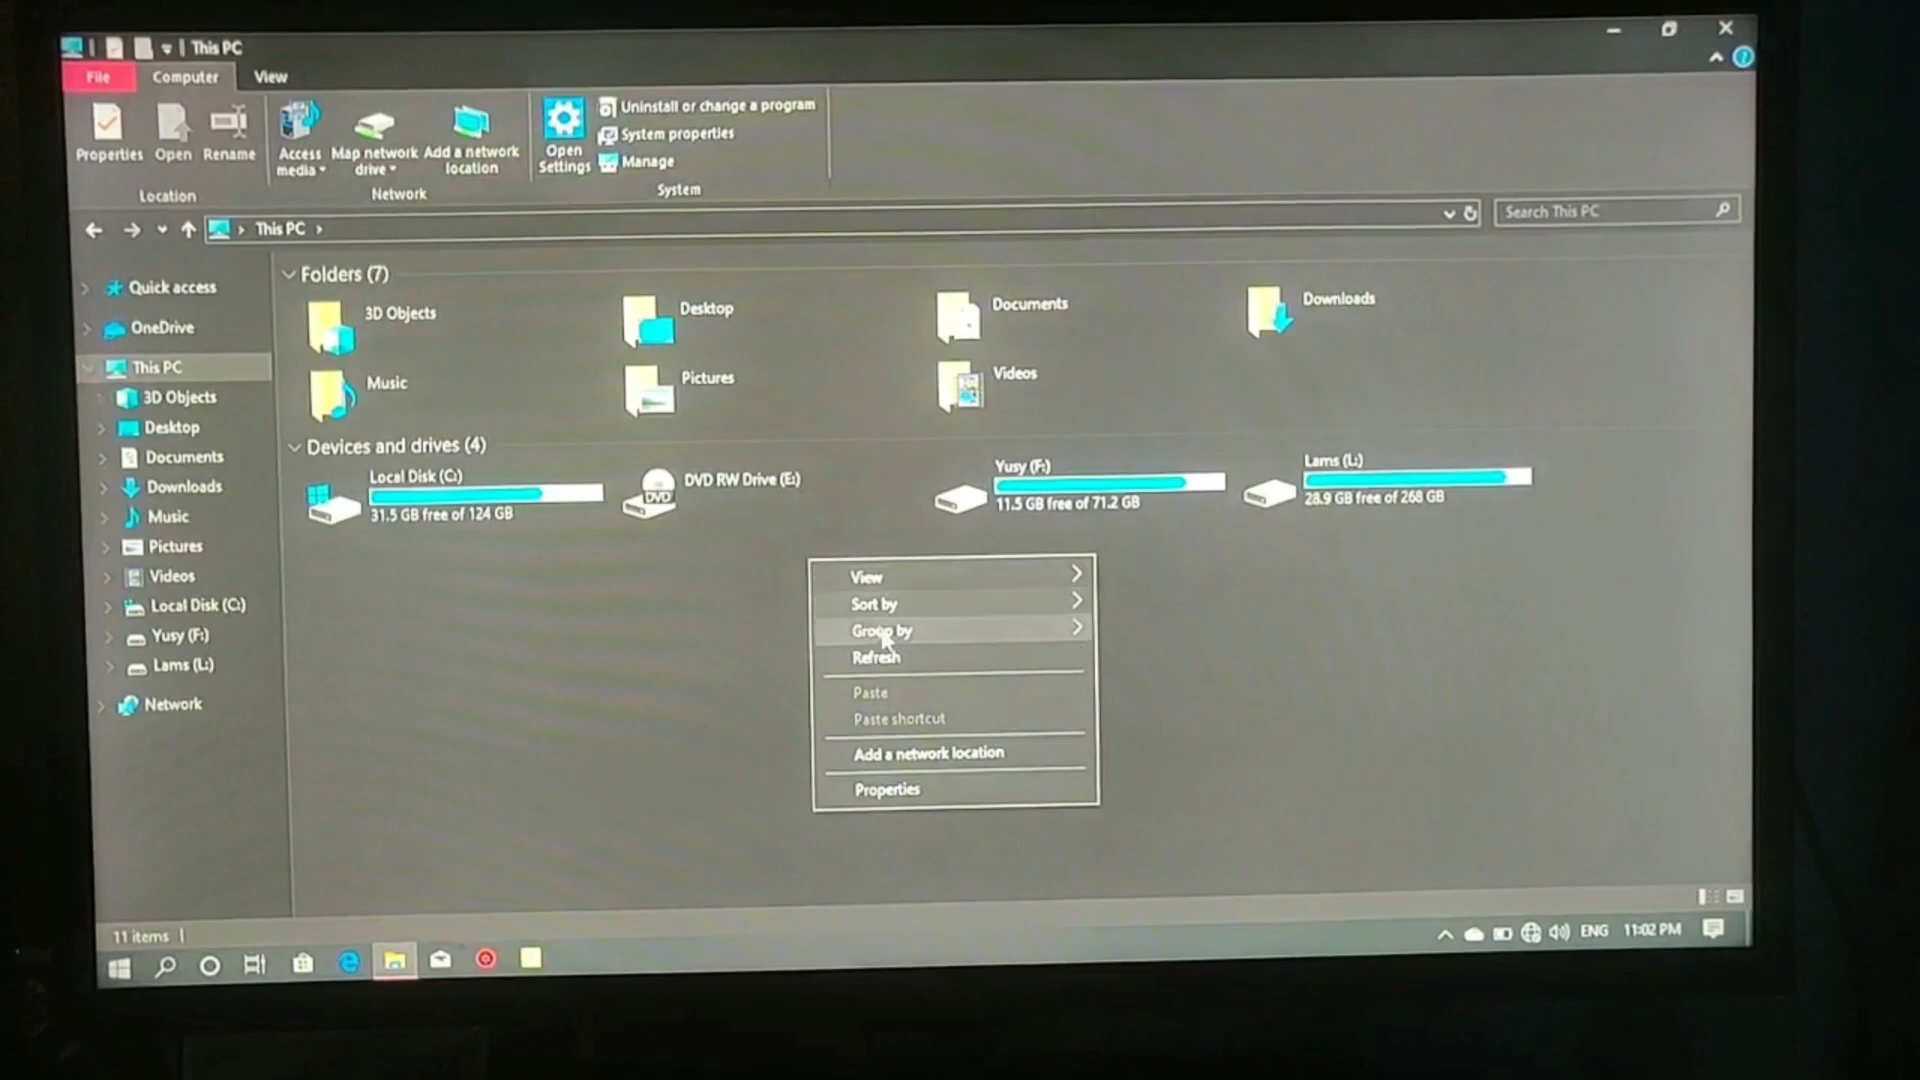 This PC
File Computer View
Properties Open Rename
Access media Map network drive Add a network location
Open Settings
Uninstall or change a program
System properties
Manage
Location Network System
This PC
Search This PC
Quick access
OneDrive
This PC
3D Objects
Desktop
Documents
Downloads
Music
Pictures
Videos
Local Disk (C:)
Yusy (F:)
Lams (L:)
Network
Folders (7)
3D Objects Desktop Documents Downloads
Music Pictures Videos
Devices and drives (4)
Local Disk (C:)
31.5 GB free of 124 GB
DVD
DVD RW Drive (E:)
Yusy (F:)
11.5 GB free of 71.2 GB
Lams (L:)
28.9 GB free of 268 GB
View
Sort by
Group by
Refresh
Paste
Paste shortcut
Add a network location
Properties
11 items
ENG 11:02 PM